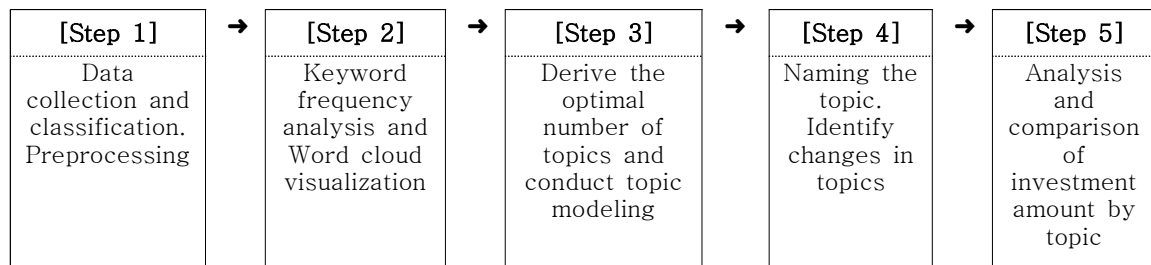 [Step 1]
Data
collection and
classification.
Preprocessing
➜
[Step 2]
Keyword
frequency
analysis and
Word cloud
visualization
➜
[Step 3]
Derive the
optimal
number of
topics and
conduct topic
modeling
➜
[Step 4]
Naming the
topic.
Identify
changes in
topics
➜
[Step 5]
Analysis
and
comparison
of
investment
amount by
topic